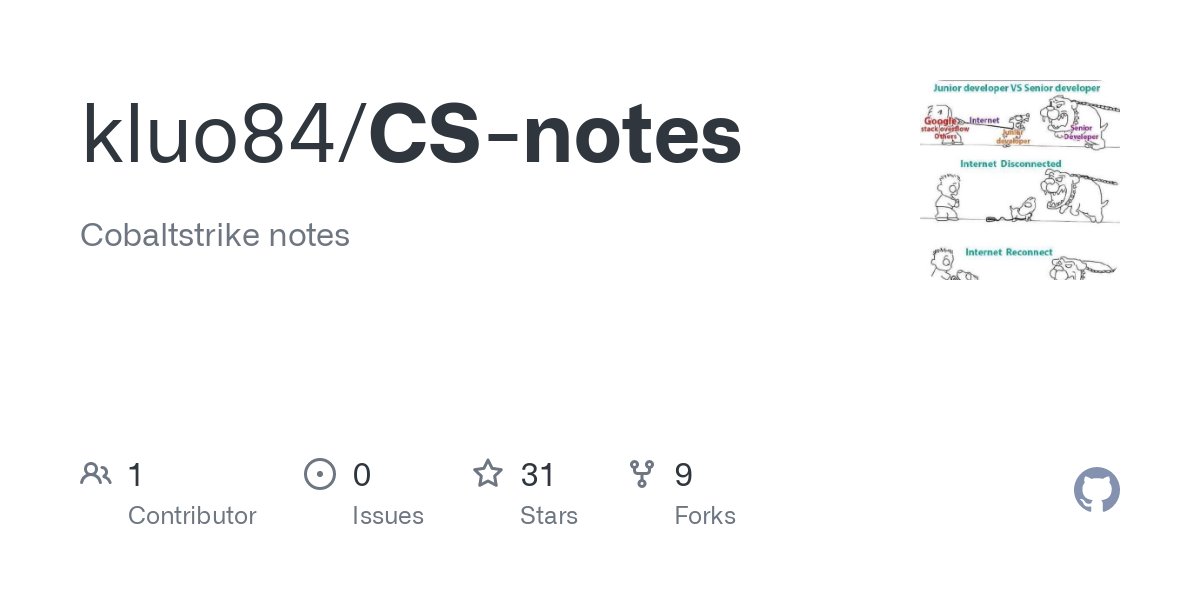 kluo84/CS-notes
Cobaltstrike notes
Junior developer VS Senior developer
Google
stack overflow
Others
Internet
Junior
developer
Senior
Developer
Internet Disconnected
Internet Reconnect
1
Contributor
0
Issues
31
Stars
9
Forks